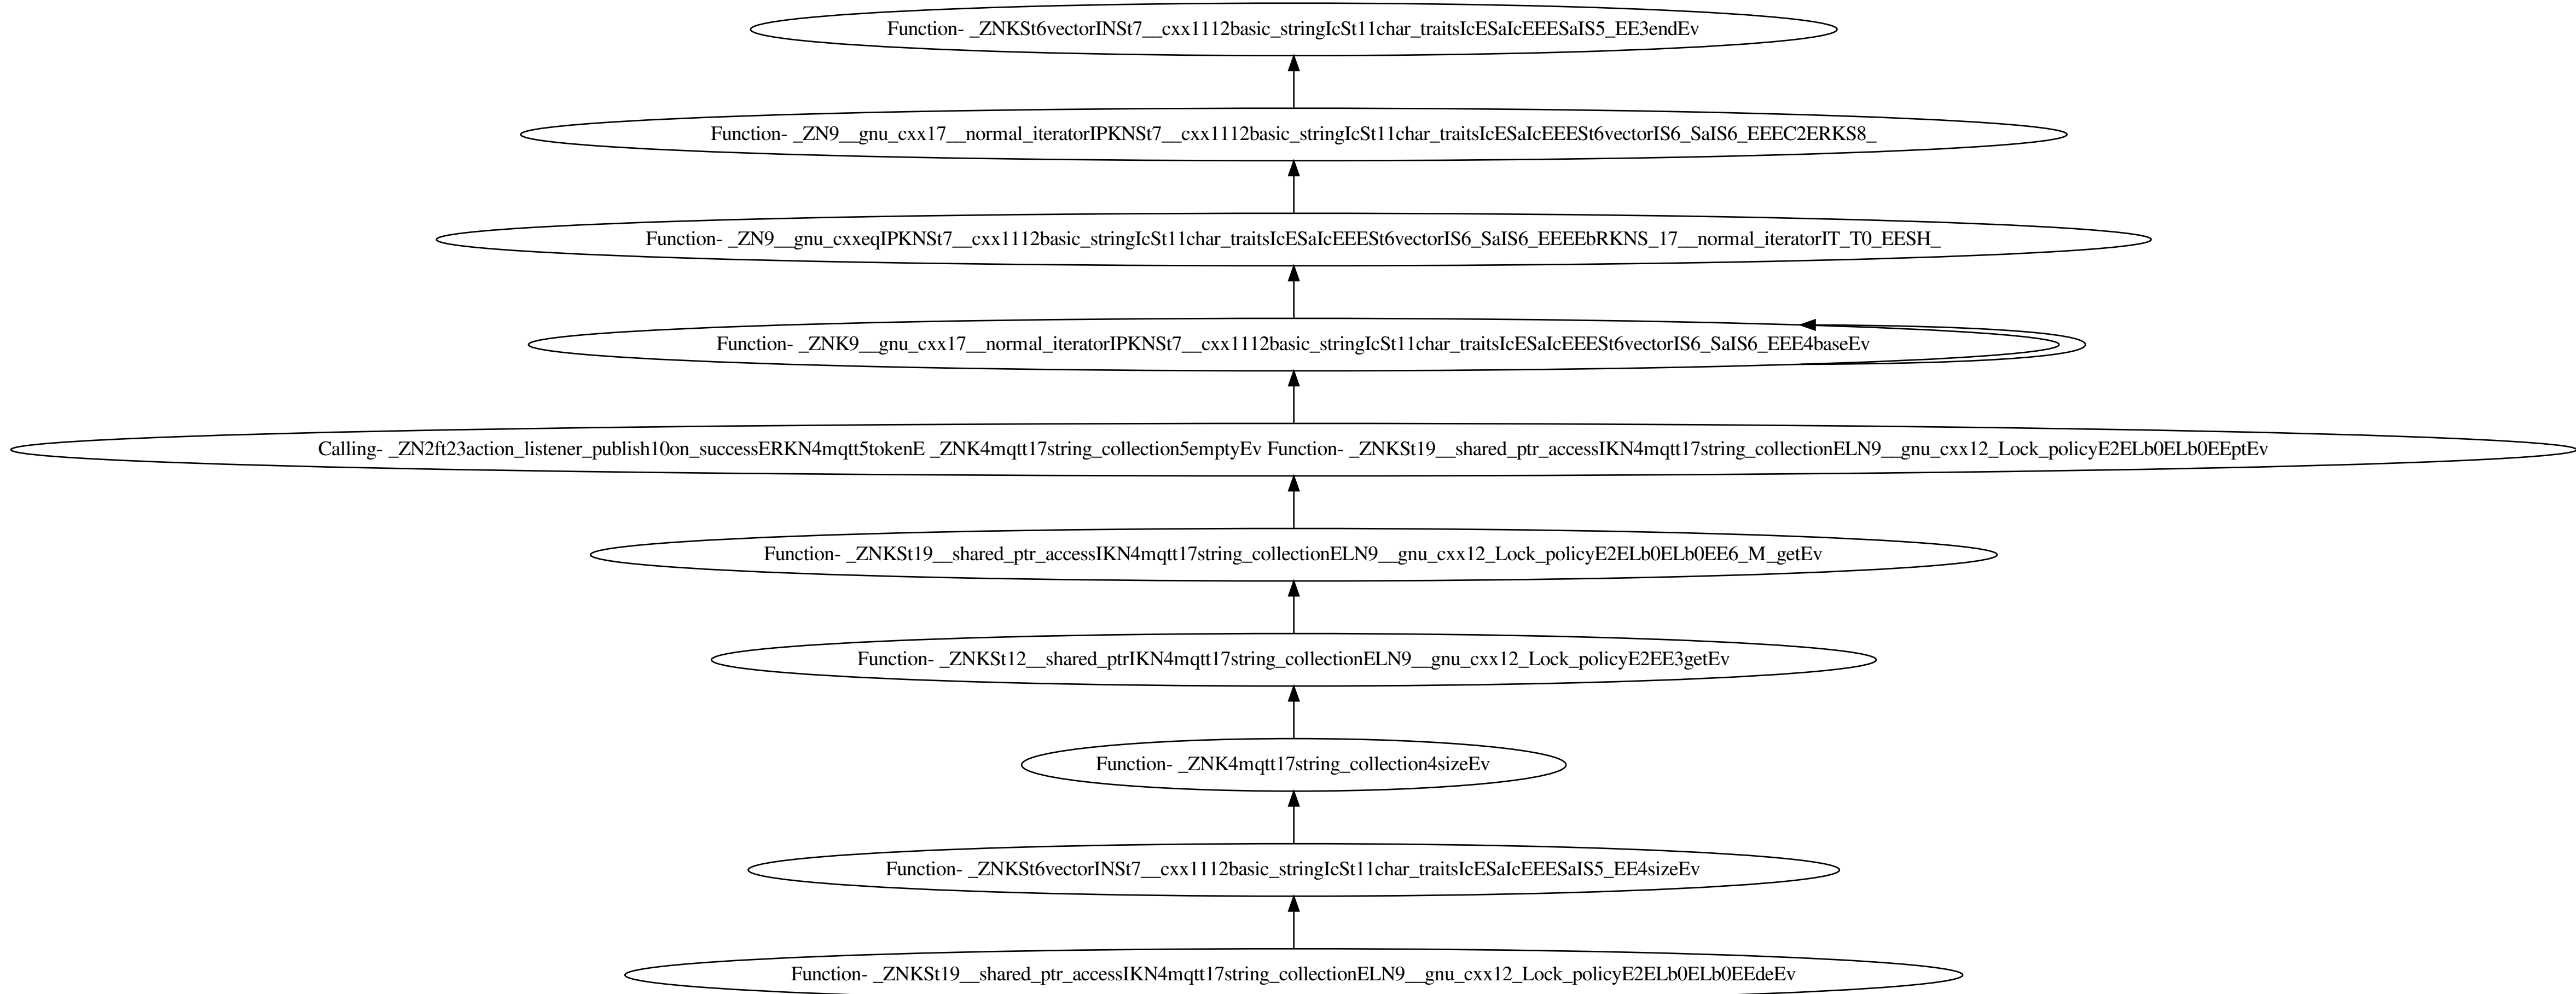 Function- _ZNKSt6vectorINSt7__cxx1112basic_stringIcSt11char_traitsIcESaIcEEESaIS5_EE3endEv
Function- _ZN9__gnu_cxx17__normal_iteratorIPKNSt7__cxx1112basic_stringIcSt11char_traitsIcESaIcEEESt6vectorIS6_SaIS6_EEEC2ERKS8_
Function- _ZN9__gnu_cxxeqIPKNSt7__cxx1112basic_stringIcSt11char_traitsIcESaIcEEESt6vectorIS6_SaIS6_EEEEbRKNS_17__normal_iteratorIT_T0_EESH_
Function- _ZNK9__gnu_cxx17__normal_iteratorIPKNSt7__cxx1112basic_stringIcSt11char_traitsIcESaIcEEESt6vectorIS6_SaIS6_EEE4baseEv
Calling- _ZN2ft23action_listener_publish10on_successERKN4mqtt5tokenE _ZNK4mqtt17string_collection5emptyEv Function- _ZNKSt19__shared_ptr_accessIKN4mqtt17string_collectionELN9__gnu_cxx12_Lock_policyE2ELb0ELb0EEptEv
Function- _ZNKSt19__shared_ptr_accessIKN4mqtt17string_collectionELN9__gnu_cxx12_Lock_policyE2ELb0ELb0EE6_M_getEv
Function- _ZNKSt12__shared_ptrIKN4mqtt17string_collectionELN9__gnu_cxx12_Lock_policyE2EE3getEv
Function- _ZNK4mqtt17string_collection4sizeEv
Function- _ZNKSt6vectorINSt7__cxx1112basic_stringIcSt11char_traitsIcESaIcEEESaIS5_EE4sizeEv
Function- _ZNKSt19__shared_ptr_accessIKN4mqtt17string_collectionELN9__gnu_cxx12_Lock_policyE2ELb0ELb0EEdeEv